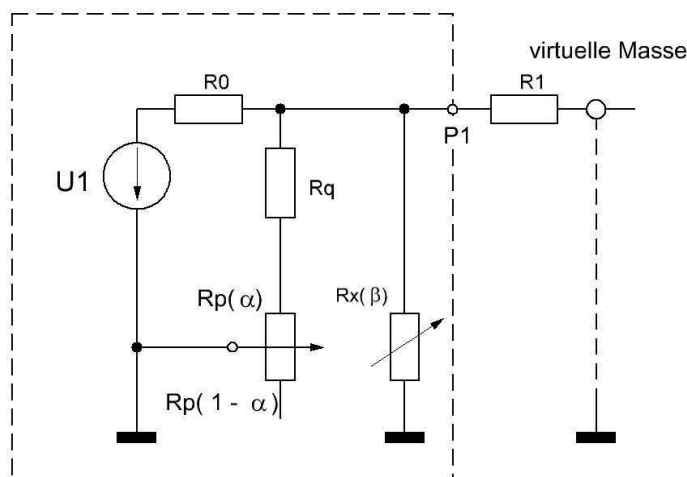 virtuelle Masse
R0
R1
P1
U1
Rq
Rp(α)
Rx(β)
Rp(1 - α)